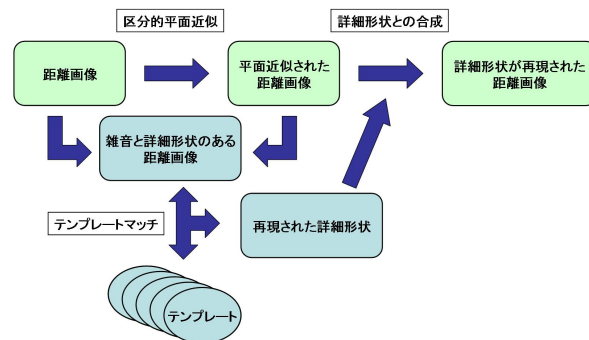 区分的平面近似
詳細形状との合成
距離画像
平面近似された
距離画像
詳細形状が再現された
距離画像
雑音と詳細形状のある
距離画像
テンプレートマッチ
再現された詳細形状
テンプレート